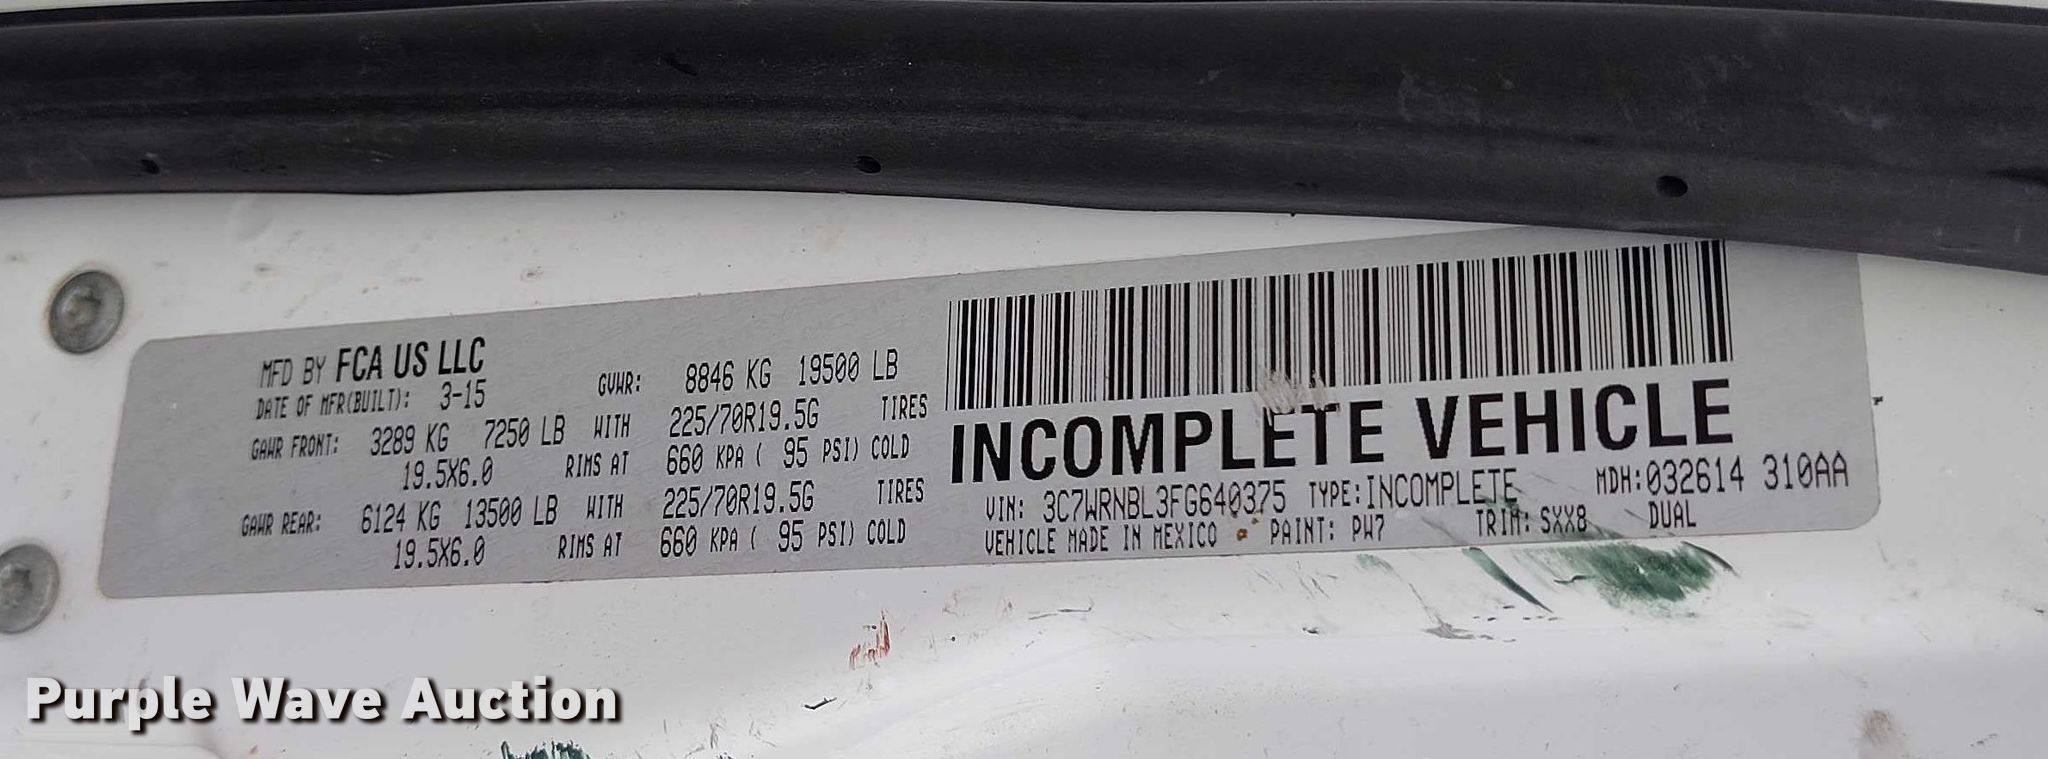 MFD BY FCA US LLC
DATE OF MFR(BUILT): 3-15
GVWR: 8846 KG 19500 LB
GAWR FRONT: 3289 KG 7250 LB WITH 225/70R19.5G TIRES
19.5X6.0 RIMS AT 660 KPA ( 95 PSI) COLD
GAWR REAR: 6124 KG 13500 LB WITH 225/70R19.5G TIRES
19.5X6.0 RIMS AT 660 KPA ( 95 PSI) COLD
INCOMPLETE VEHICLE
VIN: 3C7WRNBL3FG640375 TYPE:INCOMPLETE MDH:032614 310AA
VEHICLE MADE IN MEXICO PAINT: PW7 TRIM: SXX8 DUAL
Purple Wave Auction